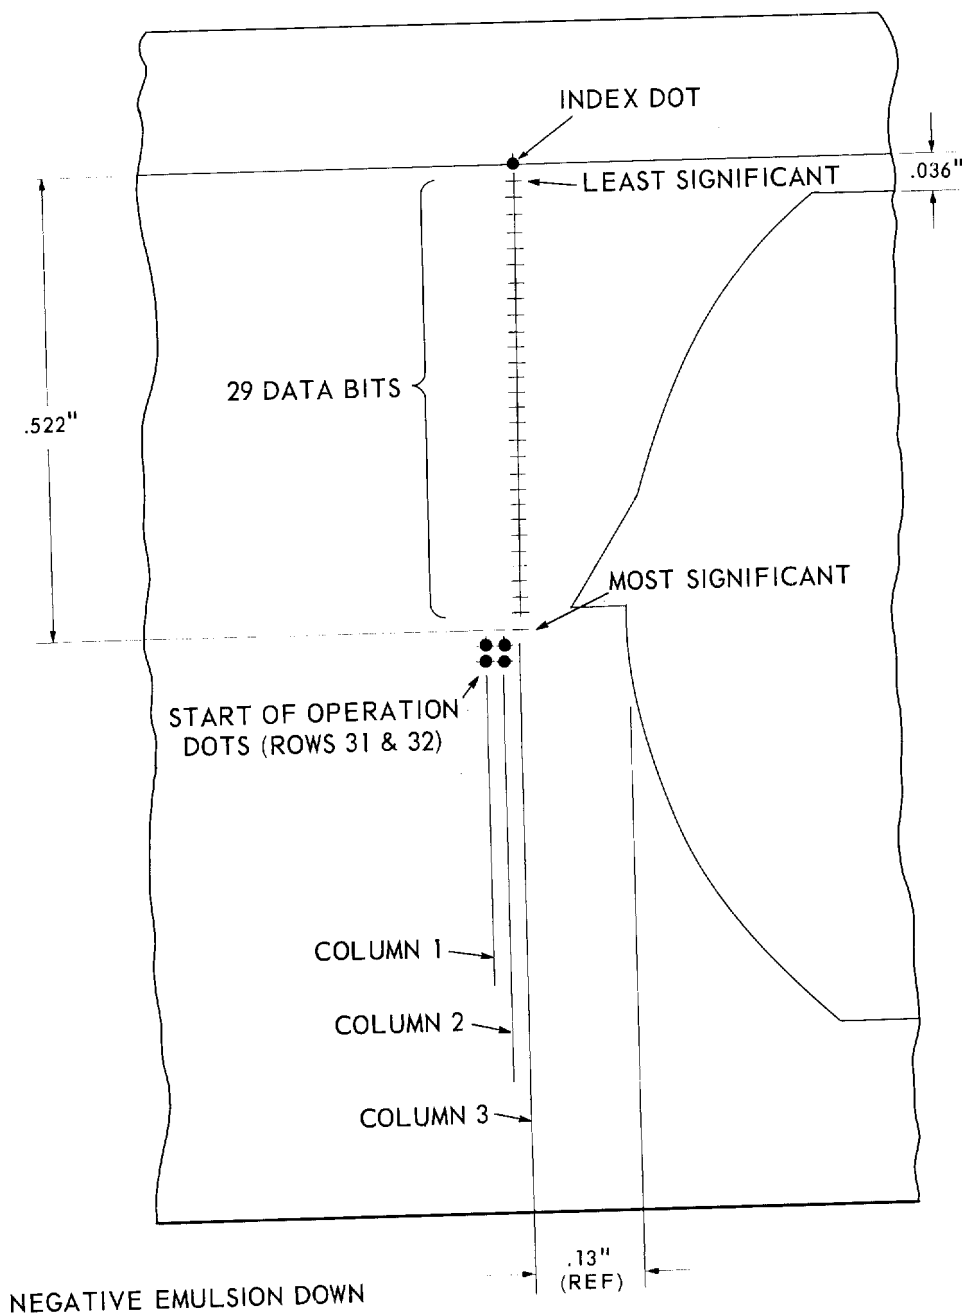 INDEX DOT
LEAST SIGNIFICANT
.036"
29 DATA BITS
.522"
MOST SIGNIFICANT
START OF OPERATION
DOTS (ROWS 31 & 32)
COLUMN 1
COLUMN 2
COLUMN 3
.13"
(REF)
NEGATIVE EMULSION DOWN